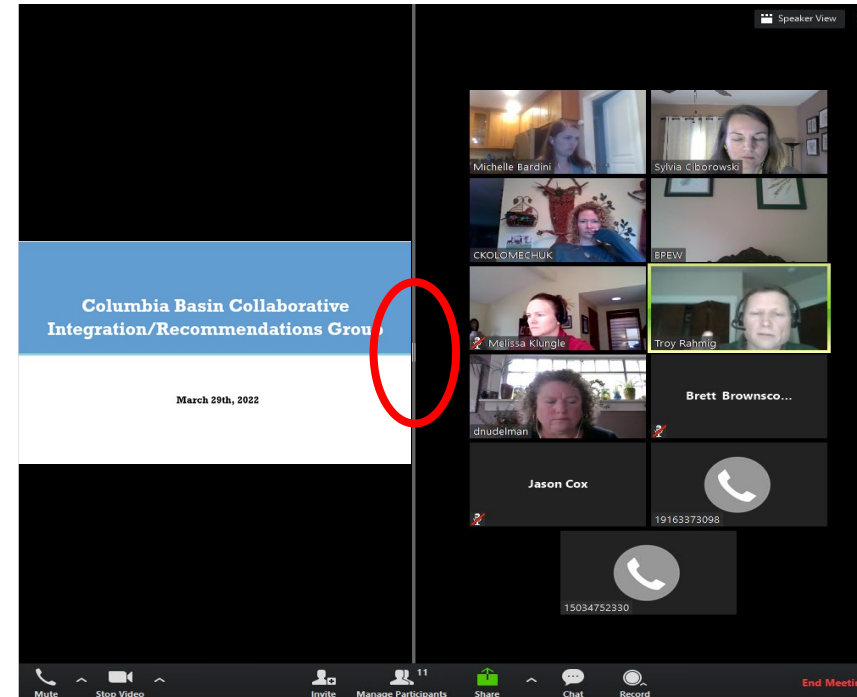 Speaker View
Columbia Basin Collaborative
Integration/Recommendations Group
March 29th, 2022
Michelle Bardini
Sylvia Ciborowski
CKOLOMECHUK
BPEW
Melissa Klungle
Troy Rahmig
dnudelman
Brett Brownsco...
Jason Cox
19163373098
15034752330
Mute
Stop Video
Invite
Manage Participants
11
Share
Chat
Record
End Meetin